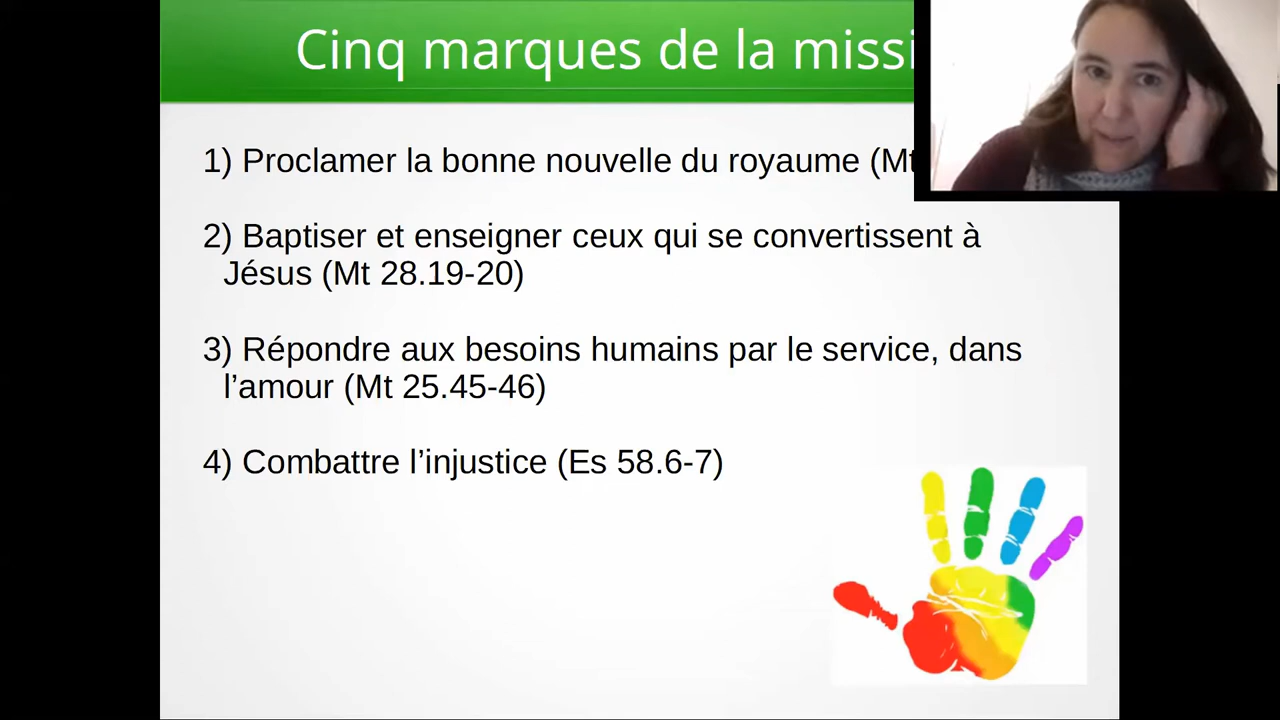 Cinq marques de la missi
1) Proclamer la bonne nouvelle du royaume (Mt
2) Baptiser et enseigner ceux qui se convertissent à
Jésus (Mt 28.19-20)
3) Répondre aux besoins humains par le service, dans
l’amour (Mt 25.45-46)
4) Combattre l’injustice (Es 58.6-7)